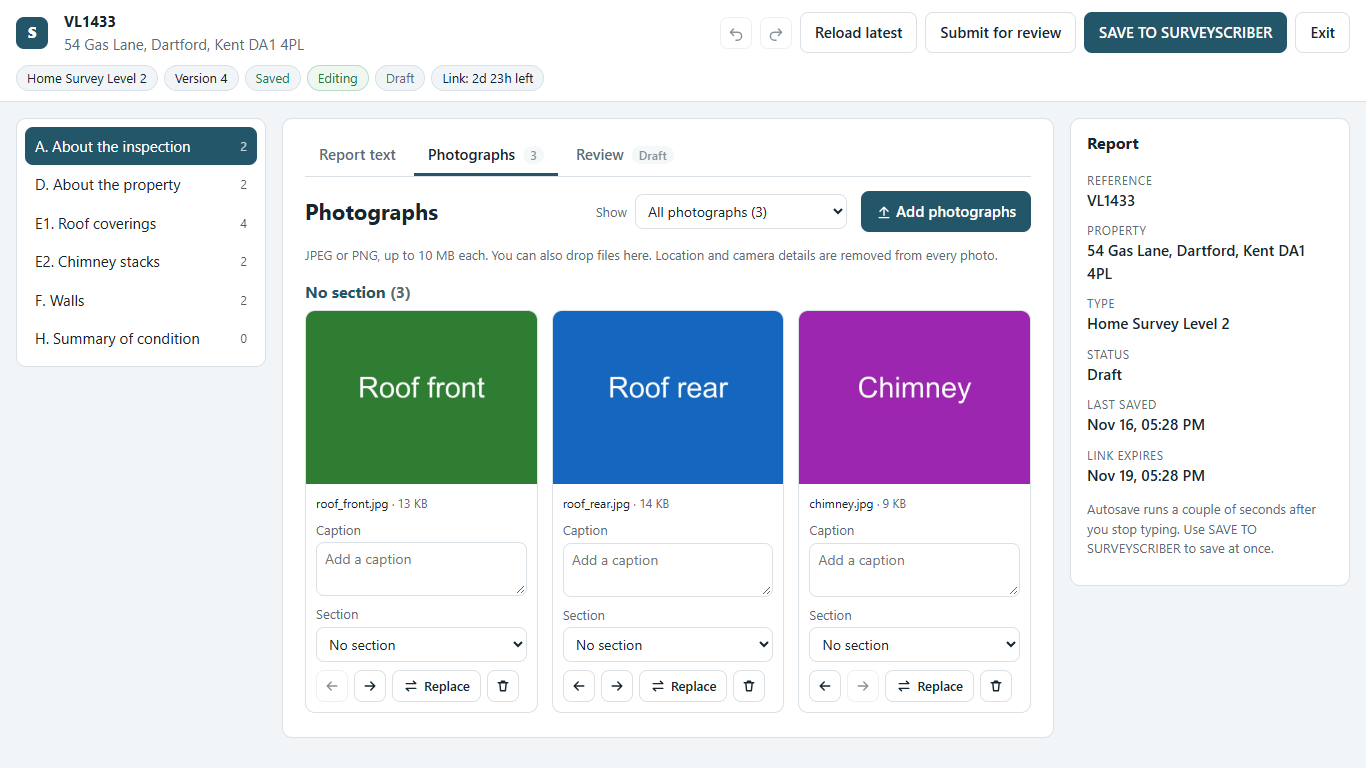 S
VL1433
54 Gas Lane, Dartford, Kent DA1 4PL
Reload latest
Submit for review
SAVE TO SURVEYSCRIBER
Exit
Home Survey Level 2
Version 4
Saved
Editing
Draft
Link: 2d 23h left
A. About the inspection 2
D. About the property 2
E1. Roof coverings 4
E2. Chimney stacks 2
F. Walls 2
H. Summary of condition 0
Report text
Photographs 3
Review Draft
Photographs
Show
All photographs (3)
Add photographs
JPEG or PNG, up to 10 MB each. You can also drop files here. Location and camera details are removed from every photo.
No section (3)
Roof front
roof_front.jpg · 13 KB
Caption
Add a caption
Section
No section
Replace
Roof rear
roof_rear.jpg · 14 KB
Caption
Add a caption
Section
No section
Replace
Chimney
chimney.jpg · 9 KB
Caption
Add a caption
Section
No section
Replace
Report
REFERENCE
VL1433
PROPERTY
54 Gas Lane, Dartford, Kent DA1
4PL
TYPE
Home Survey Level 2
STATUS
Draft
LAST SAVED
Nov 16, 05:28 PM
LINK EXPIRES
Nov 19, 05:28 PM
Autosave runs a couple of seconds after
you stop typing. Use SAVE TO
SURVEYSCRIBER to save at once.